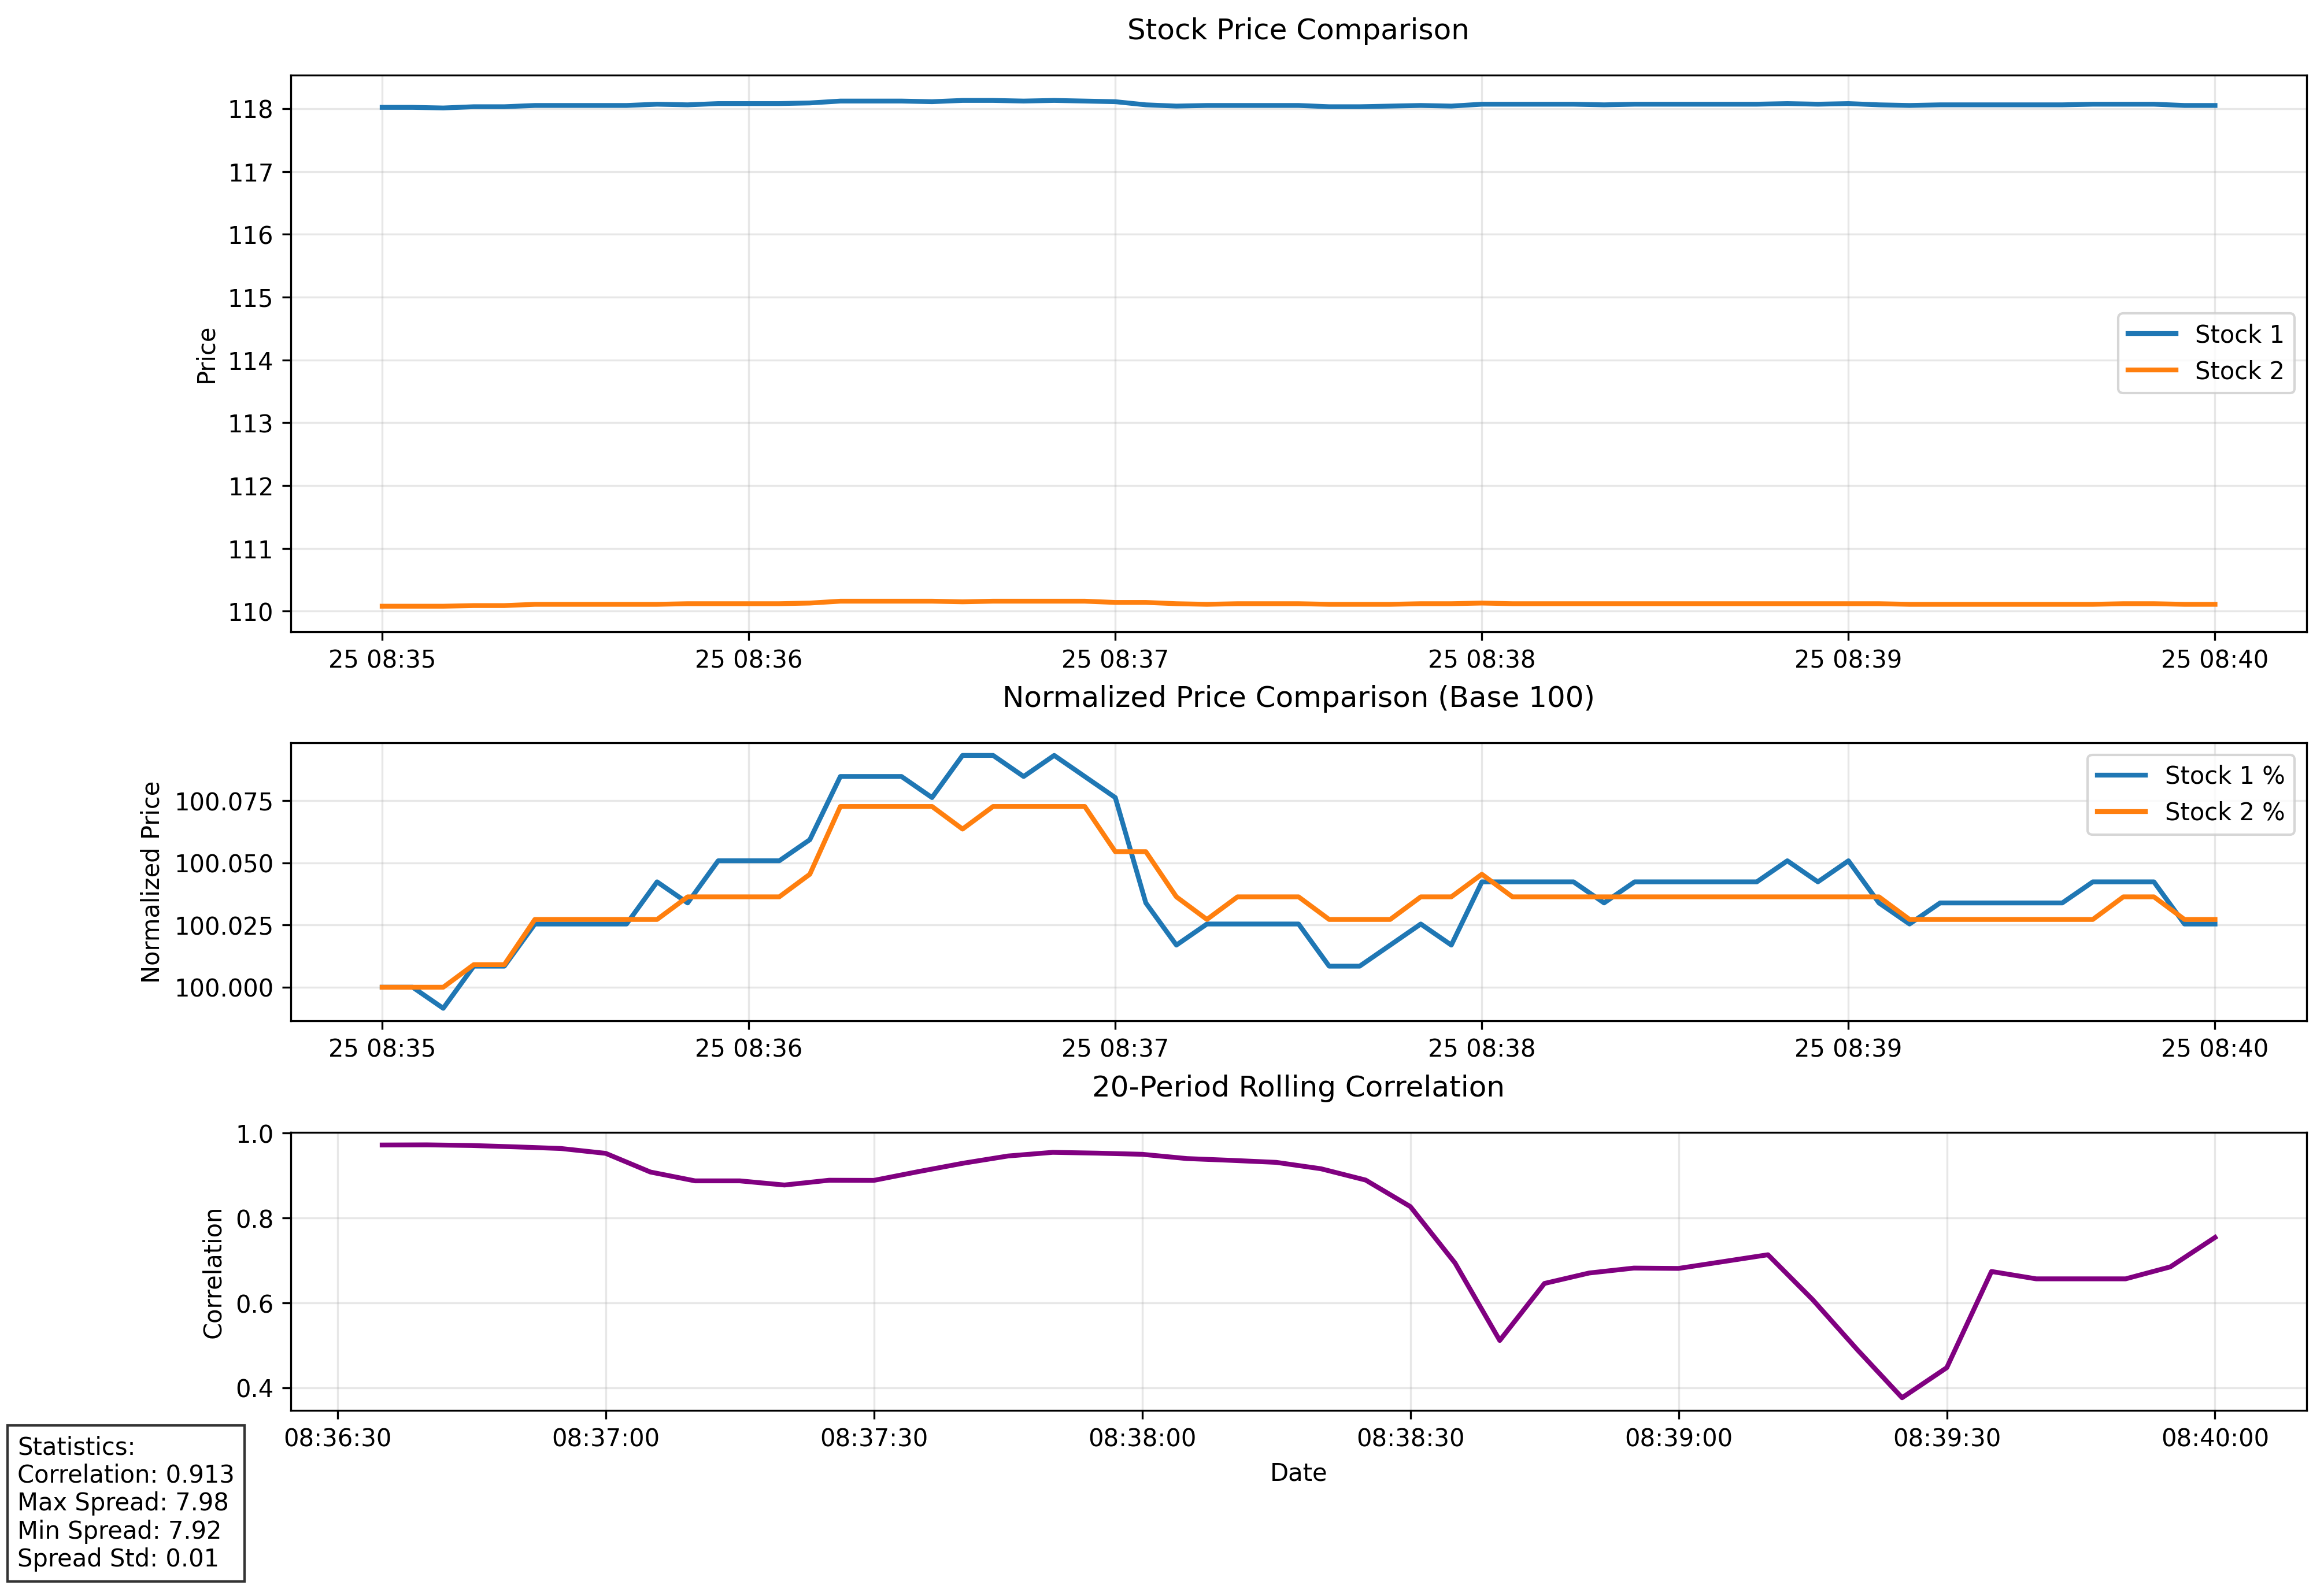 Stock Price Comparison
118
117
116
115
114
113
112
111
110
Price
Stock 1
Stock 2
25 08:35
25 08:36
25 08:37
25 08:38
25 08:39
25 08:40
Normalized Price Comparison (Base 100)
100.075
100.050
100.025
100.000
Normalized Price
Stock 1 %
Stock 2 %
25 08:35
25 08:36
25 08:37
25 08:38
25 08:39
25 08:40
20-Period Rolling Correlation
1.0
0.8
0.6
0.4
Correlation
08:36:30
08:37:00
08:37:30
08:38:00
08:38:30
08:39:00
08:39:30
08:40:00
Date
Statistics:
Correlation: 0.913
Max Spread: 7.98
Min Spread: 7.92
Spread Std: 0.01